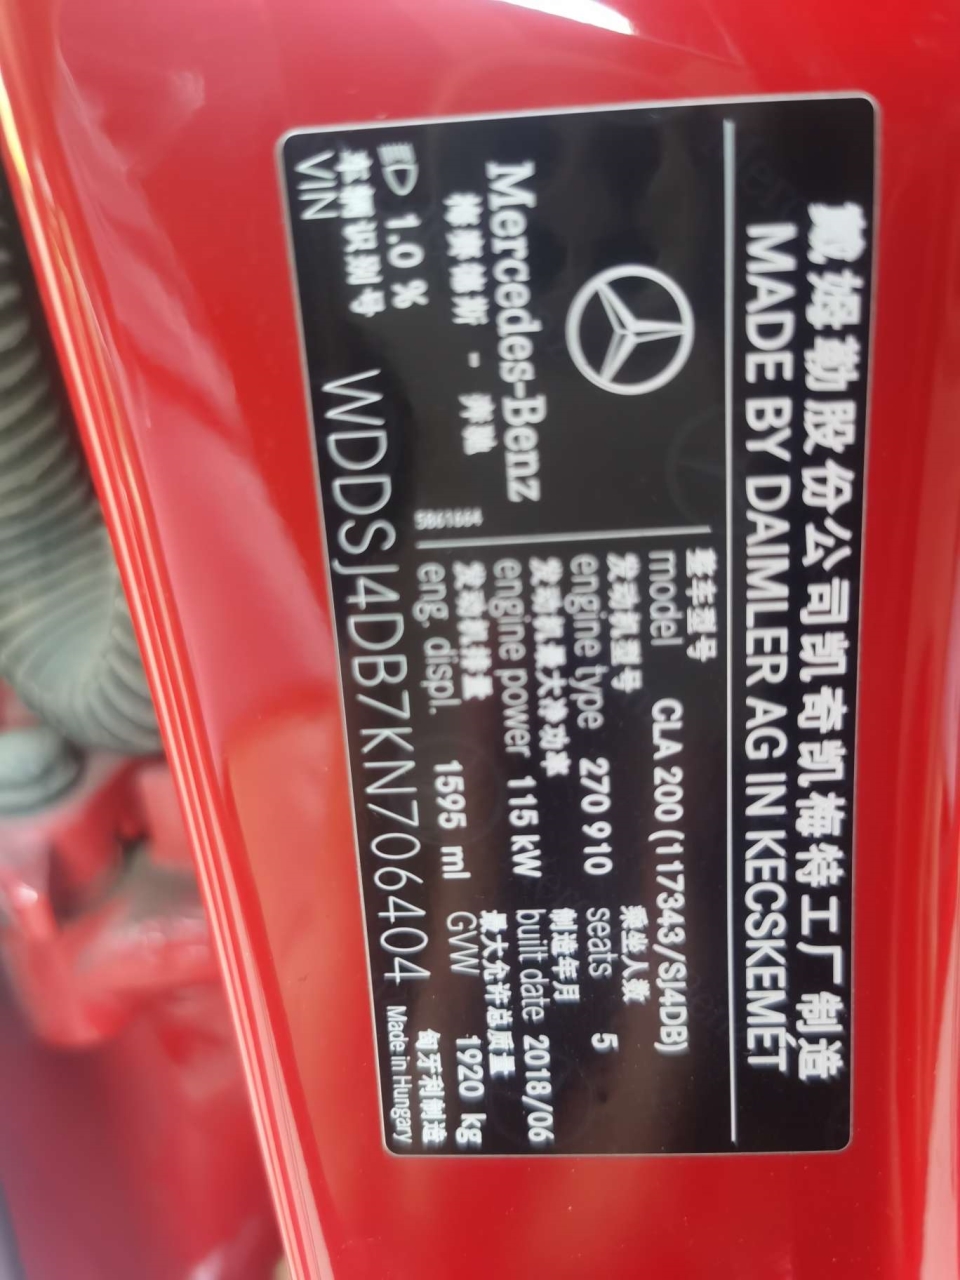 戴姆勒股份公司凯奇凯梅特工厂制造
MADE BY DAIMLER AG IN KECSKEMÉT
Mercedes-Benz
梅赛德斯 - 奔驰
1.0 %
5861664
整车型号
model CLA 200 (117343/SJ4DB)
发动机型号 乘坐人数
engine type 270 910 seats 5
发动机最大净功率 制造年月
engine power 115 kW built date 2018/06
发动机排量 最大允许总质量
eng. displ. 1595 ml GVW 1920 kg
车辆识别号 匈牙利制造
VIN WDDSJ4DB7KN706404 Made in Hungary